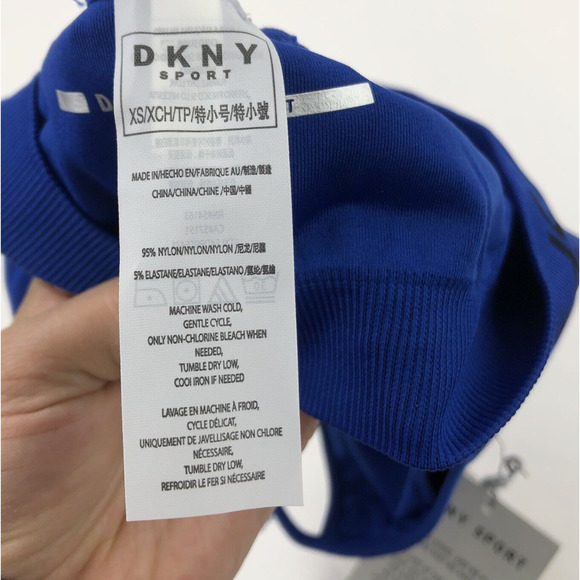 DKNY
SPORT
XS/XCH/TP/特小号/特小號
MADE IN/HECHO EN/FABRIQUE AU/制造/製造
CHINA/CHINA/CHINE /中国/中國
95% NYLON/NYLON/NYLON /尼龙/尼龍
5% ELASTANE/ELASTANE/ELASTANO/氨纶/氨綸
MACHINE WASH COLD,
GENTLE CYCLE,
ONLY NON-CHLORINE BLEACH WHEN
NEEDED,
TUMBLE DRY LOW,
COOl IRON IF NEEDED
LAVAGE EN MACHINE À FROID,
CYCLE DÉLICAT,
UNIQUEMENT DE JAVELLISAGE NON CHLORE
NÉCESSAIRE,
TUMBLE DRY LOW,
REFROIDIR LE FER SI NÉCESSAIRE
NY SPORT